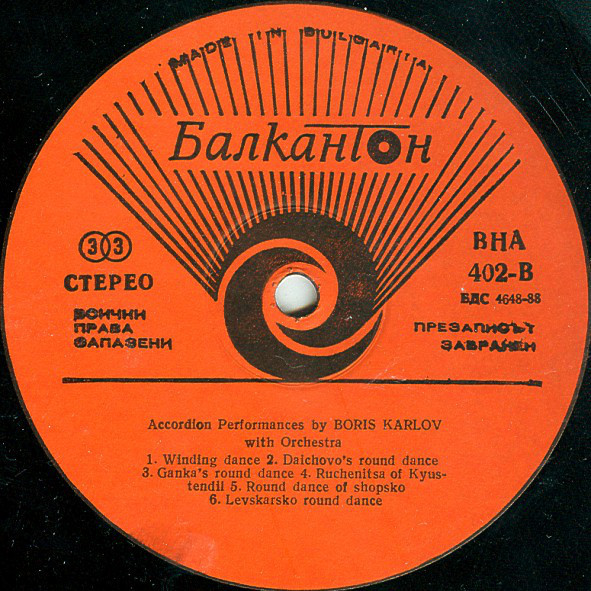 MADE IN BULGARIA
Балкантон
33
СТЕРЕО
ВСИЧКИ
ПРАВА
ЗАПАЗЕНИ
ВНА
402-В
БДС 4648-88
ПРЕЗАПИСЪТ
ЗАБРАНЕН
Accordion Performances by BORIS KARLOV
with Orchestra
1. Winding dance 2. Daichovo's round dance
3. Ganka's round dance 4. Ruchenitsa of Kyus-
tendil 5. Round dance of shopsko
6. Levskarsko round dance